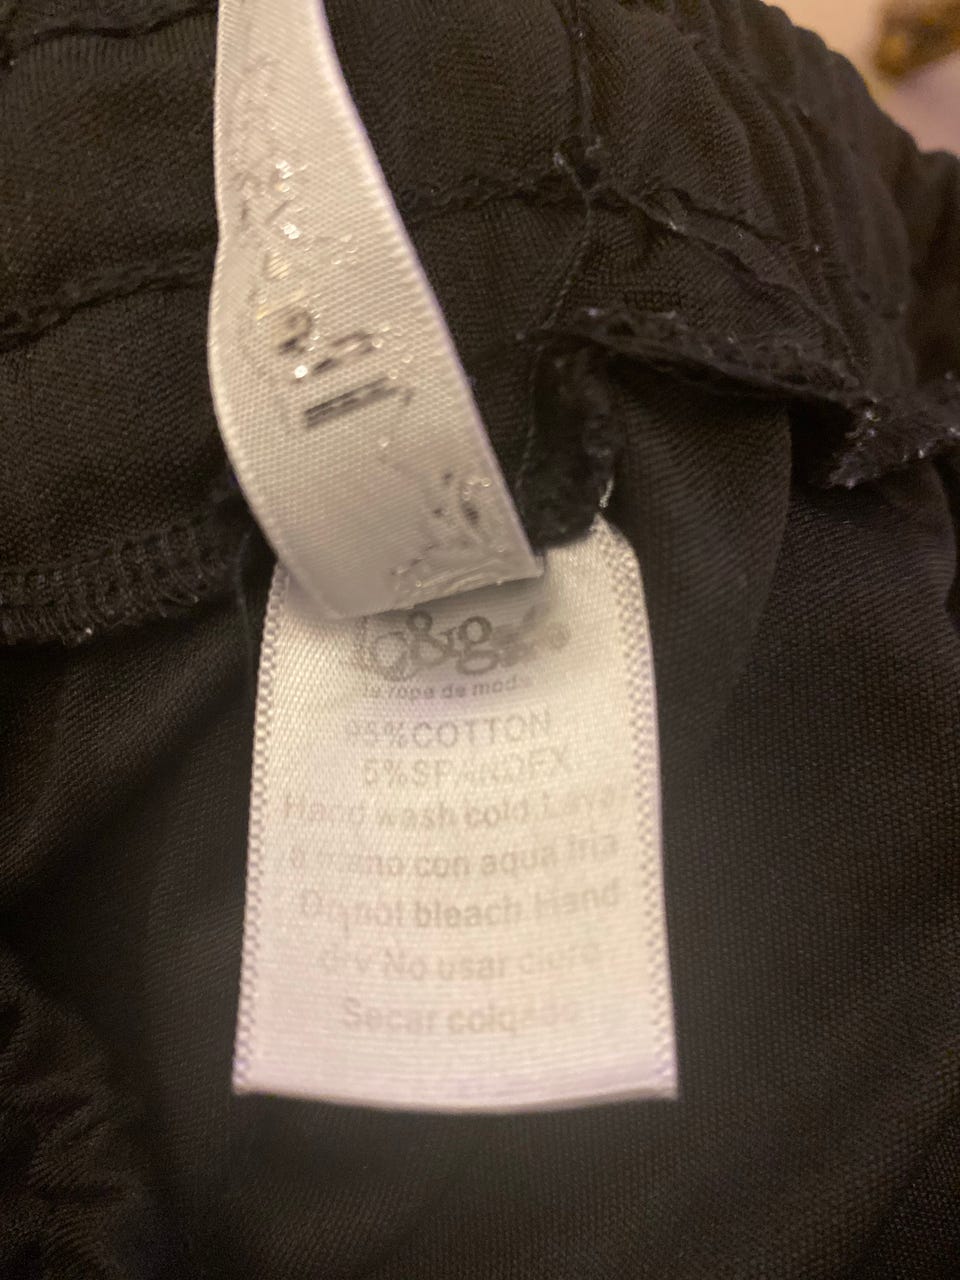 c&g
la ropa de moda
95%COTTON
5%SPANDEX
Hand wash cold Lavar
a mano con aqua fria
Do not bleach Hand
dry No usar cloro
Secar colqado